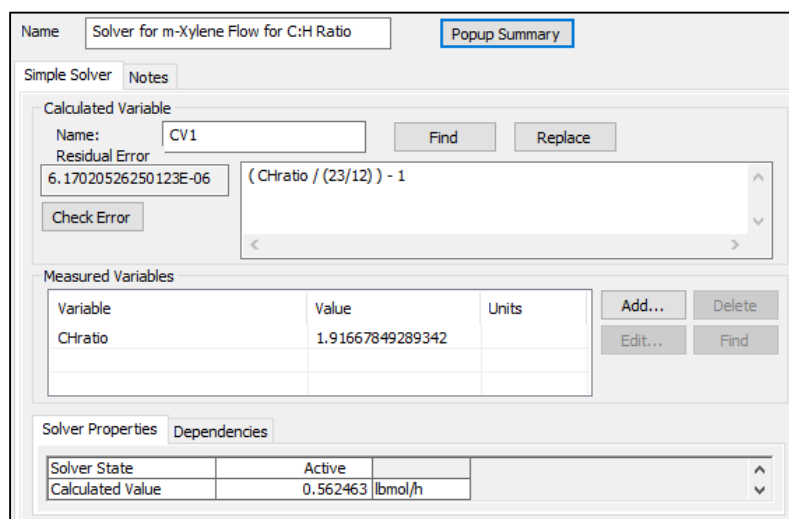 Name Solver for m-Xylene Flow for C:H Ratio Popup Summary
Simple Solver Notes
Calculated Variable
Name: CV1 Find Replace
Residual Error
6.17020526250123E-06 ( CHratio / (23/12) ) - 1
Check Error
Measured Variables
Variable Value Units Add... Delete
CHratio 1.91667849289342 Edit... Find
Solver Properties Dependencies
Solver State Active
Calculated Value 0.562463 lbmol/h